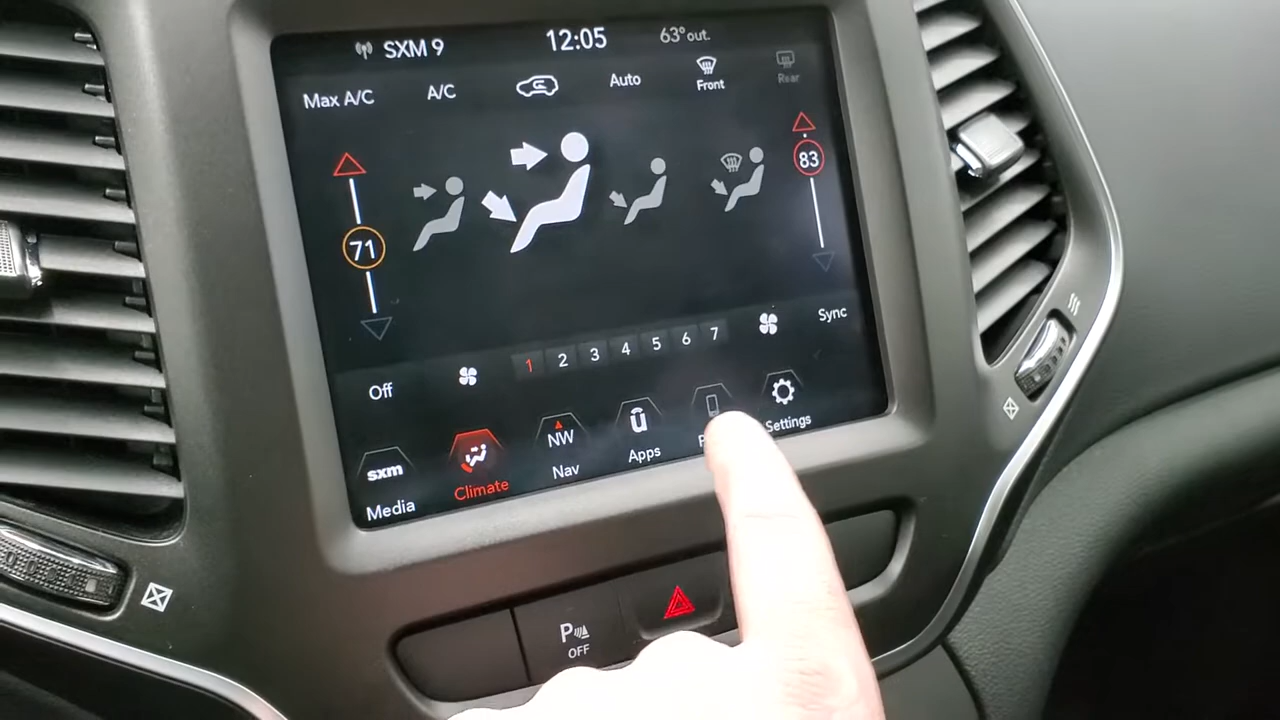 SXM 9 12:05 63° out.
Max A/C A/C Auto Front Rear
71 83
Off 1 2 3 4 5 6 7 Sync
sxm NW ū
Media Climate Nav Apps Settings
P OFF